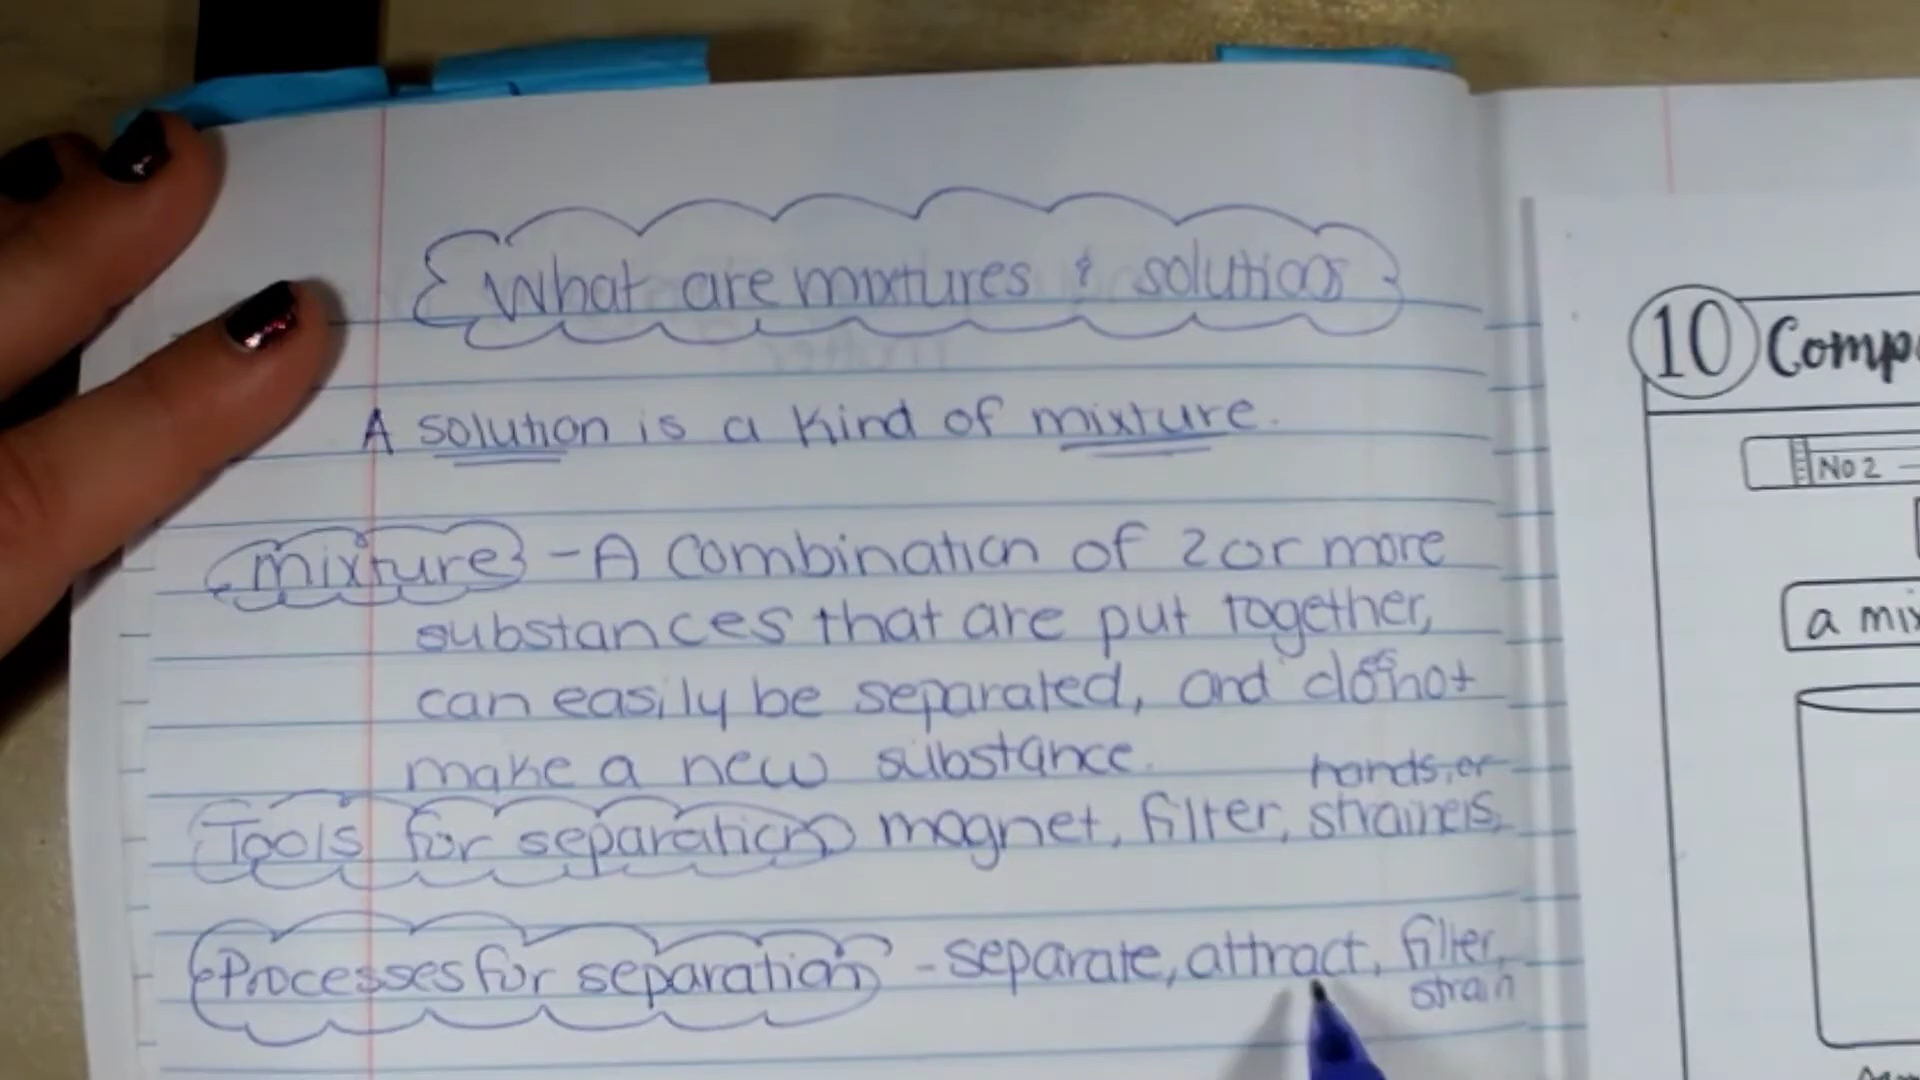 What are mixtures & solutions
A solution is a kind of mixture.
mixture - A combination of 2 or more
substances that are put together,
can easily be separated, and does not
make a new substance.
hands, or
Tools for separation magnet, filter, strainers.
Processes for separation - separate, attract, filter,
strain
10 Comp
No 2
a mix